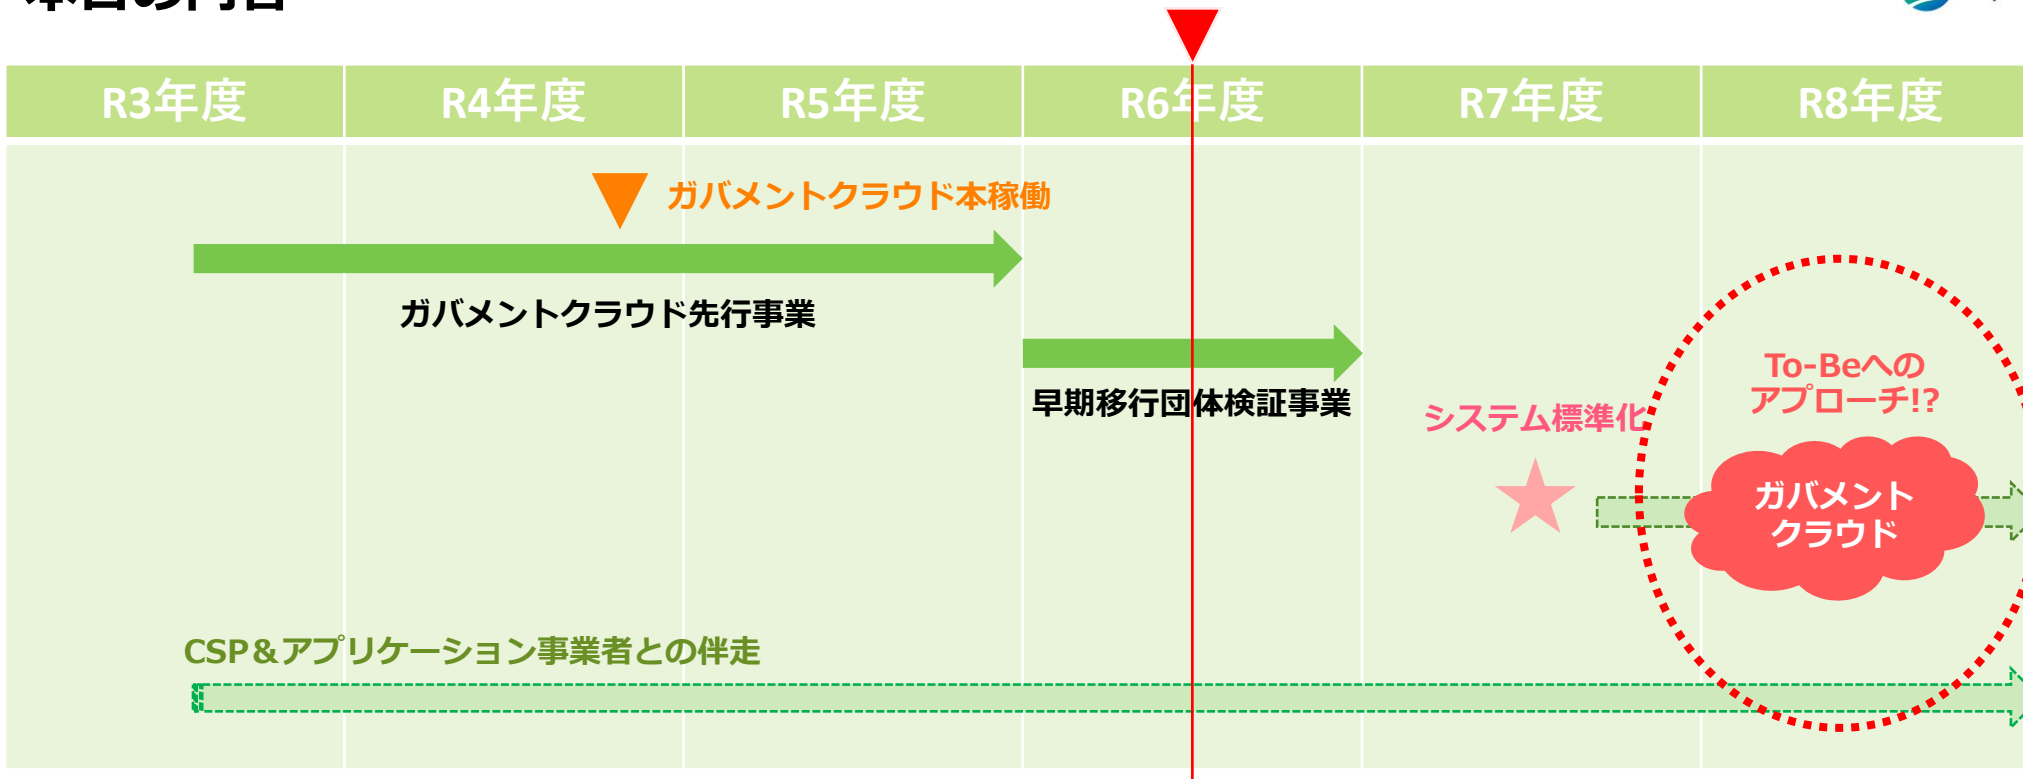 本日の内容
R3年度
R4年度
R5年度
R6年度
R7年度
R8年度
ガバメントクラウド本稼働
ガバメントクラウド先行事業
早期移行団体検証事業
システム標準化
To-Beへの
アプローチ!?
ガバメント
クラウド
CSP&アプリケーション事業者との伴走